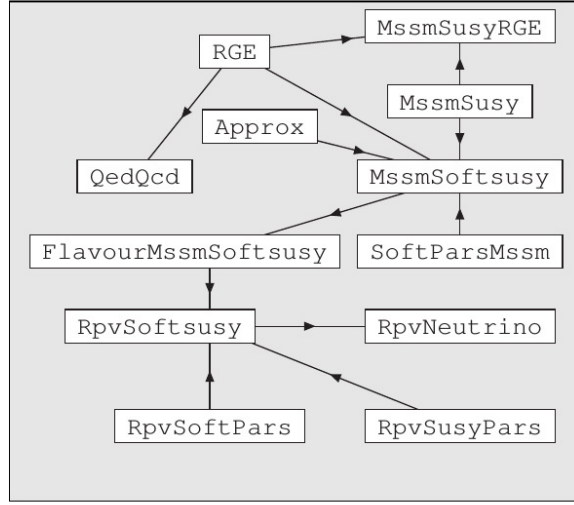 MssmSusyRGE
RGE
MssmSusy
Approx
QedQcd
MssmSoftsusy
FlavourMssmSoftsusy
SoftParsMssm
RpvSoftsusy
RpvNeutrino
RpvSoftPars
RpvSusyPars